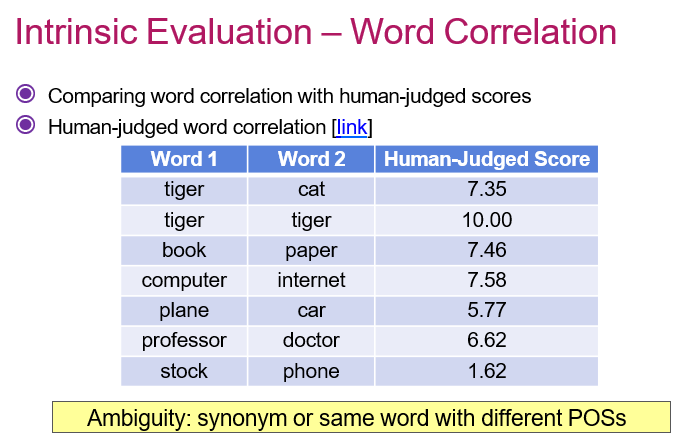 Intrinsic Evaluation – Word Correlation
Comparing word correlation with human-judged scores
Human-judged word correlation [link]
Word 1 Word 2 Human-Judged Score
tiger cat 7.35
tiger tiger 10.00
book paper 7.46
computer internet 7.58
plane car 5.77
professor doctor 6.62
stock phone 1.62
Ambiguity: synonym or same word with different POSs